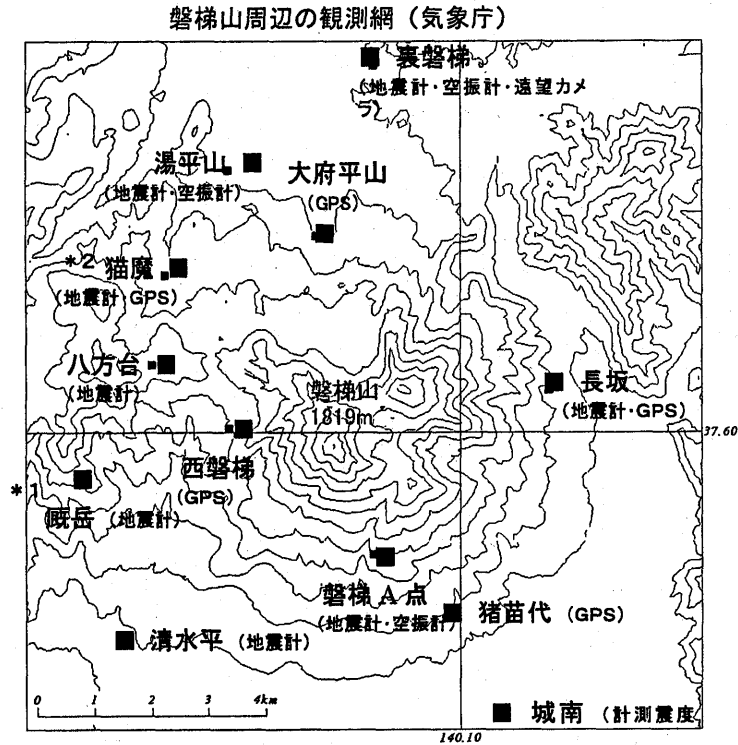 磐梯山周辺の観測網（気象庁）
裏磐梯
（地震計・空振計・遠望カメ
ラ）
湯平山
（地震計・空振計）
大府平山
（GPS）
*2 猫魔
（地震計・GPS）
八方台
（地震計）
磐梯山
1819m
長坂
（地震計・GPS）
37.60
西磐梯
（GPS）
*1
厩岳（地震計）
磐梯A点
（地震計・空振計）
猪苗代（GPS）
清水平（地震計）
0 1 2 3 4km
城南（計測震度
140.10